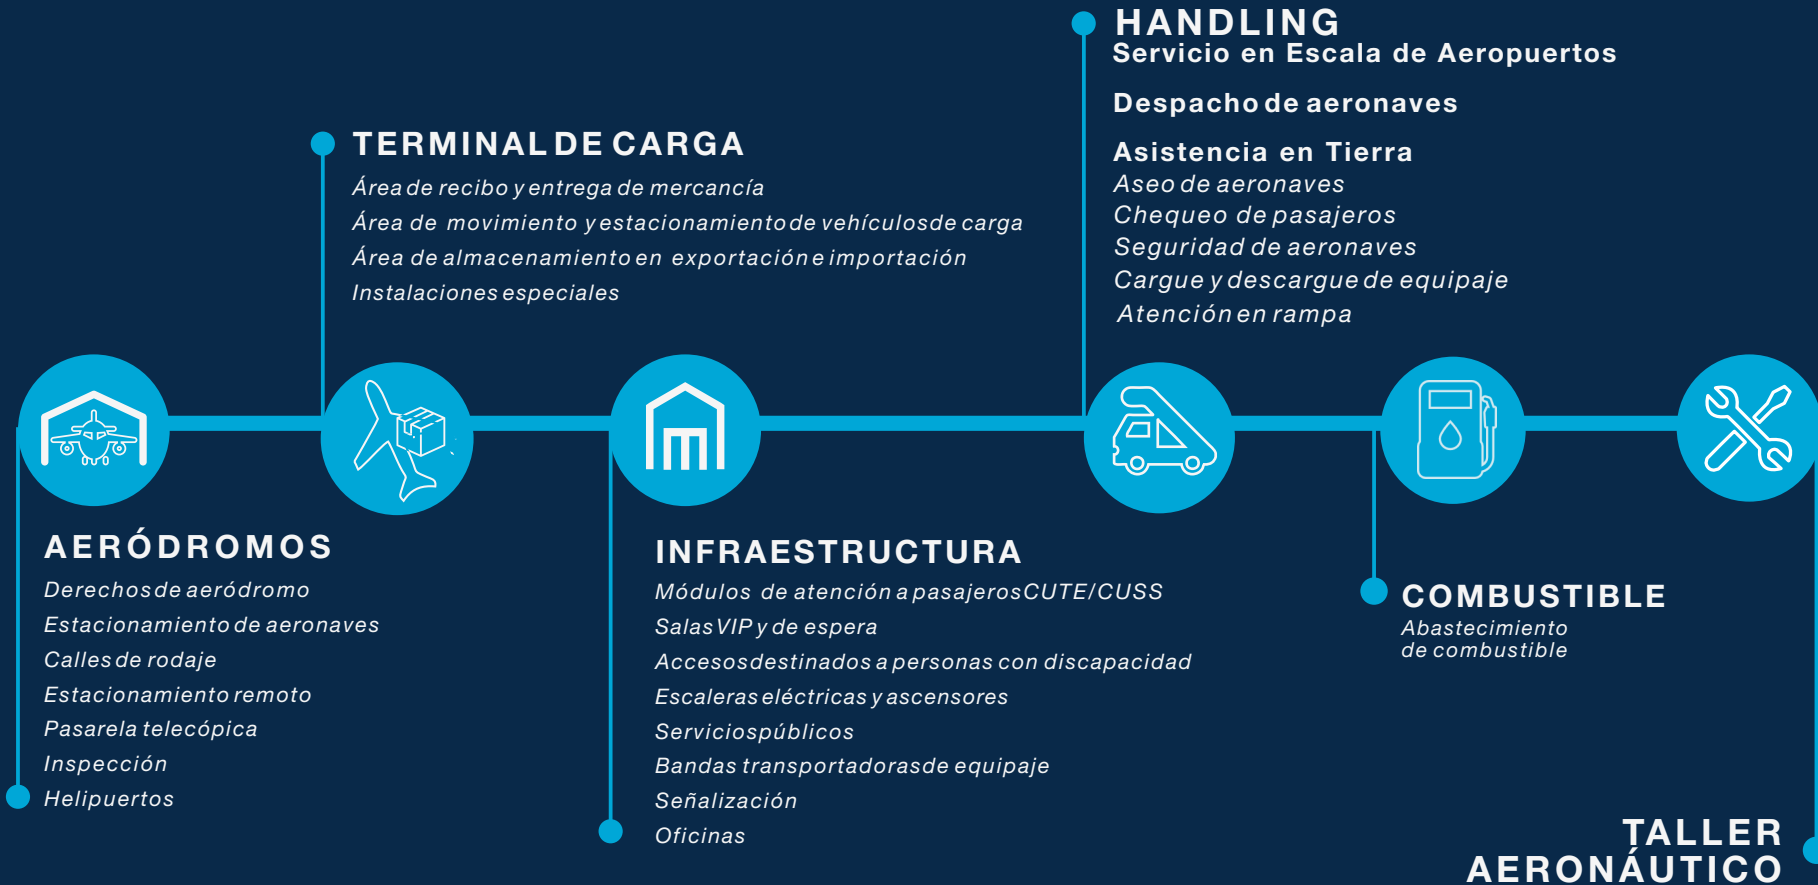 HANDLING
Servicio en Escala de Aeropuertos
Despacho de aeronaves
Asistencia en Tierra
Aseo de aeronaves
Chequeo de pasajeros
Seguridad de aeronaves
Cargue y descargue de equipaje
Atención en rampa
TERMINAL DE CARGA
Área de recibo y entrega de mercancía
Área de movimiento y estacionamiento de vehículos de carga
Área de almacenamiento en exportación e importación
Instalaciones especiales
AERÓDROMOS
Derechos de aeródromo
Estacionamiento de aeronaves
Calles de rodaje
Estacionamiento remoto
Pasarela telecópica
Inspección
Helipuertos
INFRAESTRUCTURA
Módulos de atención a pasajeros CUTE/CUSS
Salas VIP y de espera
Accesos destinados a personas con discapacidad
Escaleras eléctricas y ascensores
Servicios públicos
Bandas transportadoras de equipaje
Señalización
Oficinas
COMBUSTIBLE
Abastecimiento
de combustible
TALLER
AERONÁUTICO